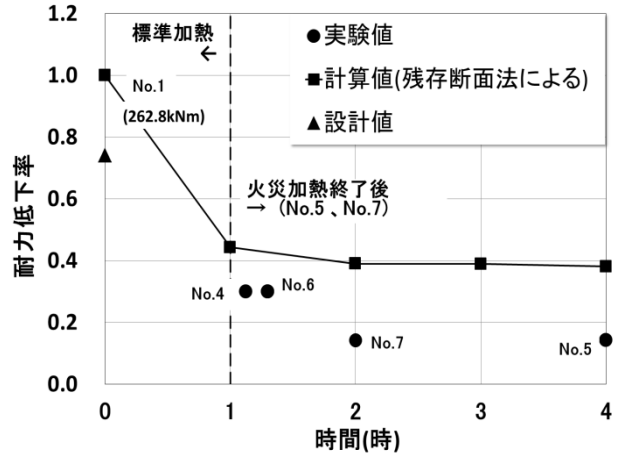 標準加熱
←
● 実験値
■ 計算値(残存断面法による)
▲ 設計値
No.1
(262.8kNm)
火災加熱終了後
→ (No.5 、No.7)
No.4
No.6
No.7
No.5
耐力低下率
1.0
0.8
0.6
0.4
0.2
0.0
0 1 2 3 4
時間(時)